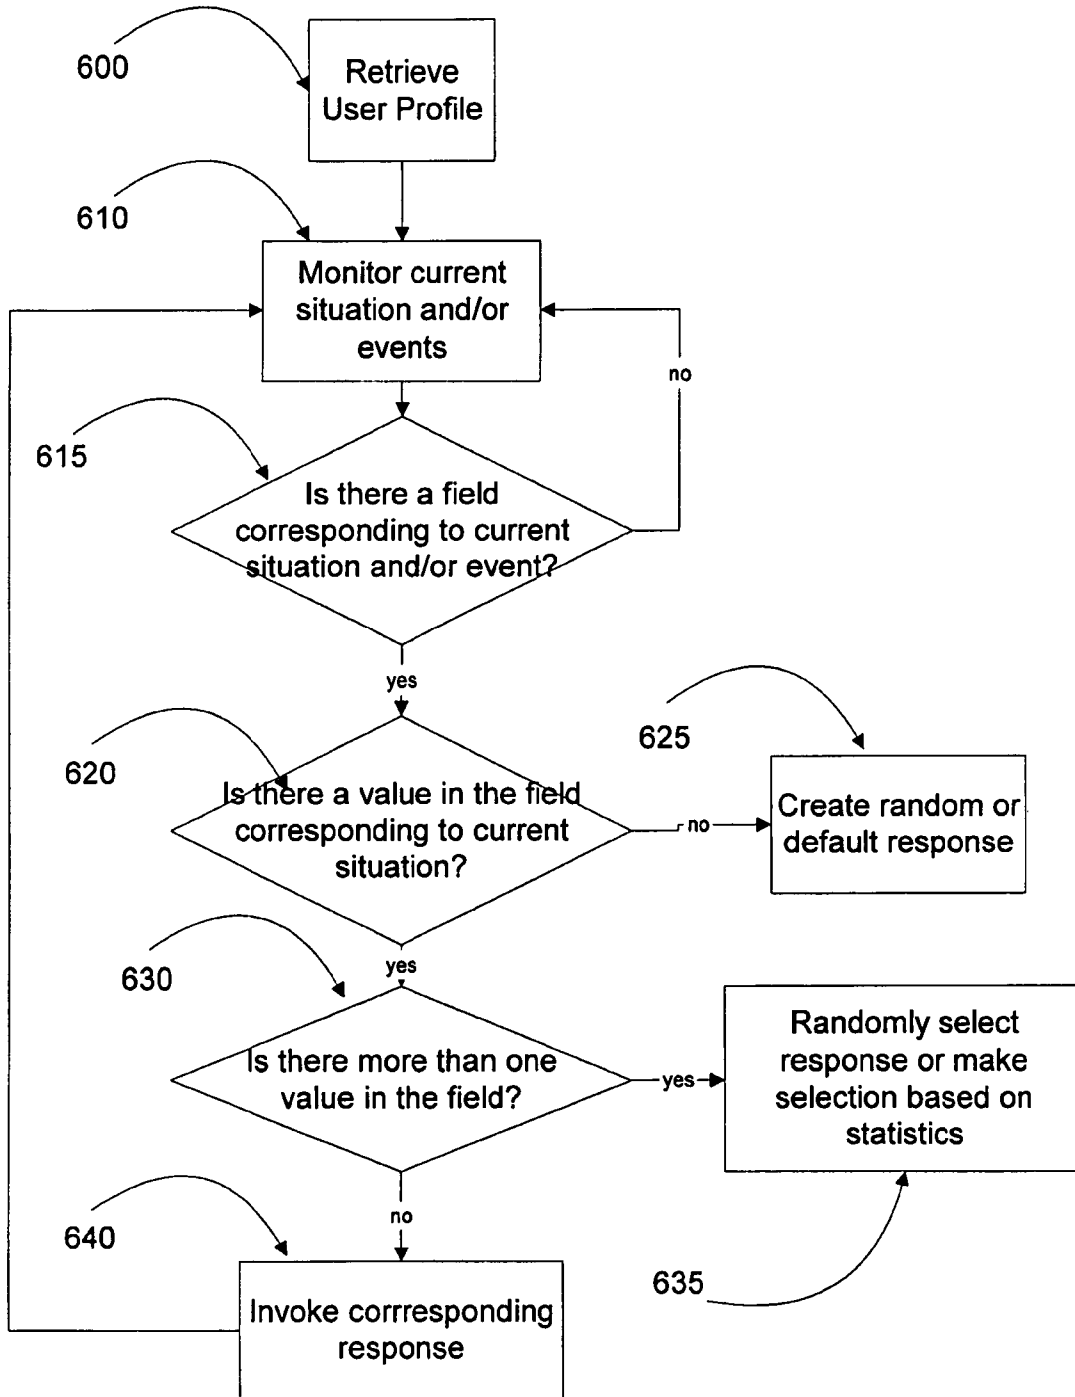 600
Retrieve
User Profile
610
Monitor current
situation and/or
events
no
615
Is there a field
corresponding to current
situation and/or event?
yes
620
Is there a value in the field
corresponding to current
situation?
no
625
Create random or
default response
yes
630
Is there more than one
value in the field?
yes
Randomly select
response or make
selection based on
statistics
635
no
640
Invoke corrresponding
response